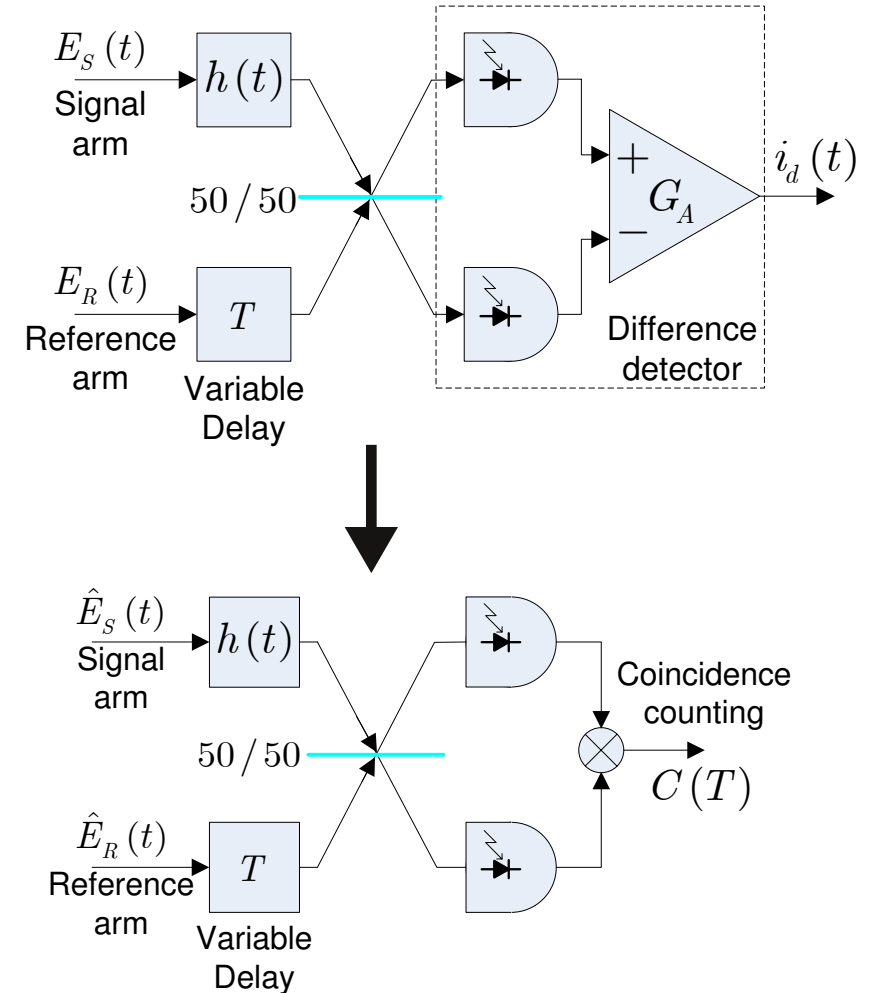 E_S (t)
Signal
arm
h(t)
50 / 50
E_R (t)
Reference
arm
T
Variable
Delay
+
G_A
−
i_d (t)
Difference
detector
Ê_S (t)
Signal
arm
h(t)
50 / 50
Ê_R (t)
Reference
arm
T
Variable
Delay
Coincidence
counting
C (T)